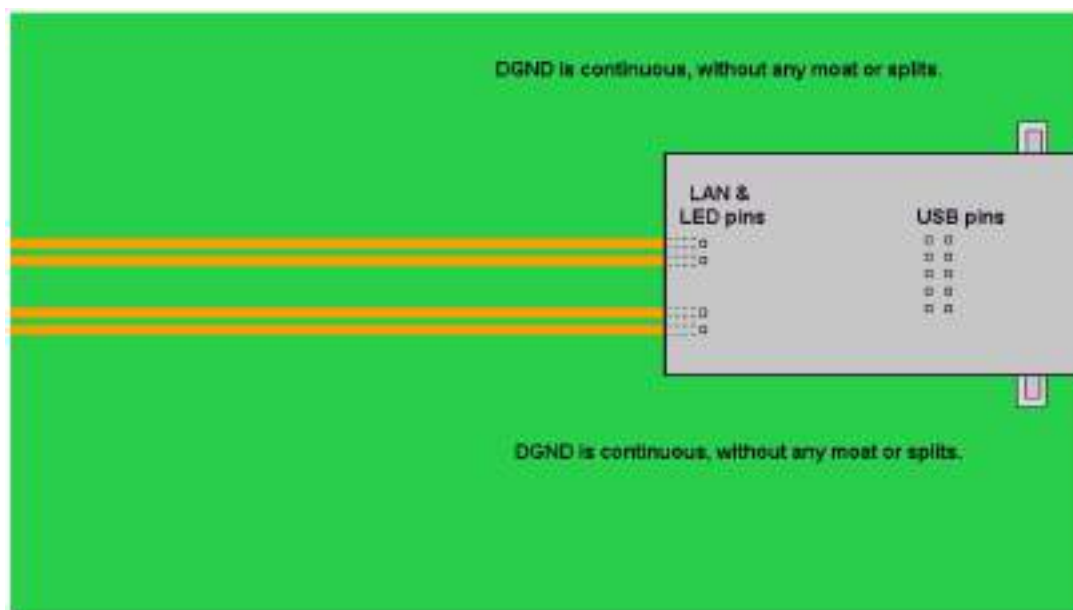 DGND is continuous, without any moat or splits.
LAN &
LED pins
USB pins
DGND is continuous, without any moat or splits.